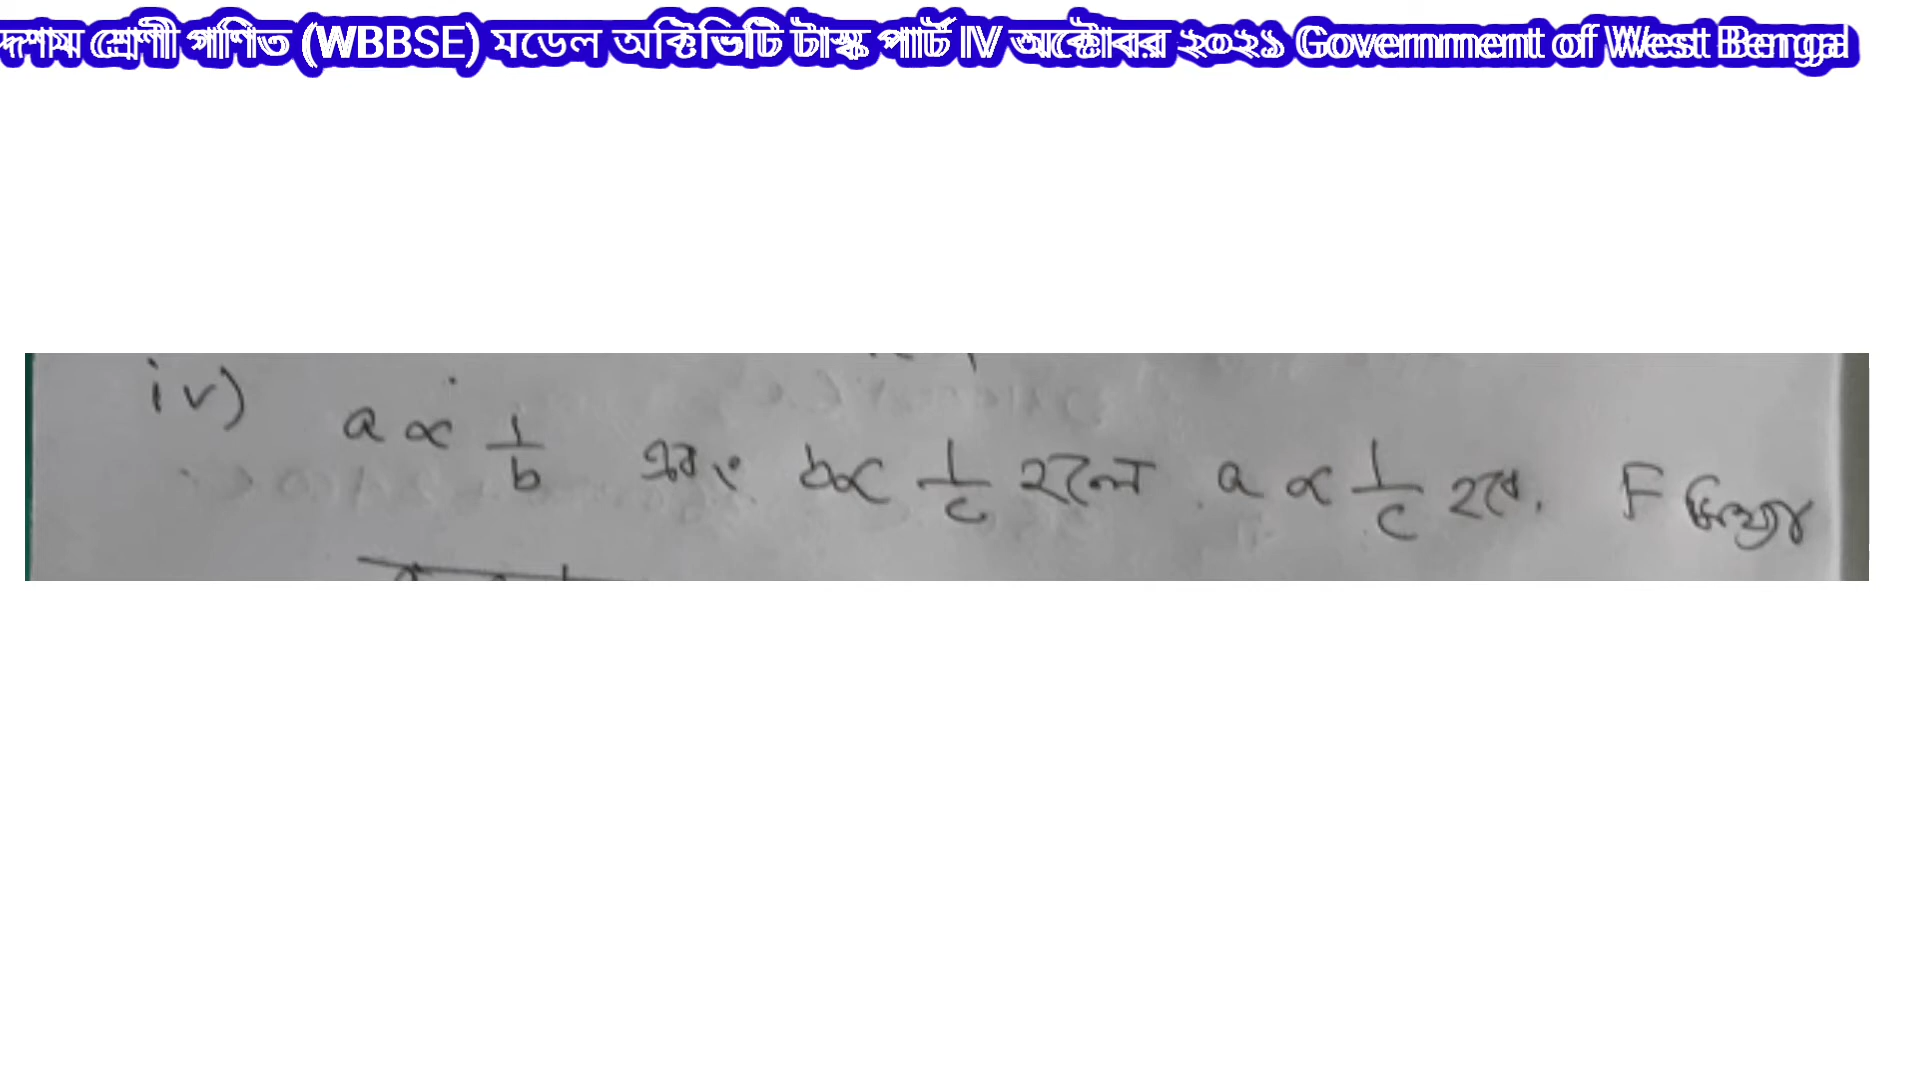 দশম শ্রেণী গণিত (WBBSE) মডেল অক্টিভিটি টাস্ক পার্ট IV অক্টোবর ২০২১ Government of West Bengal
iv) a ∝ 1/b এবং b ∝ 1/c হলে a ∝ 1/c হবে. F